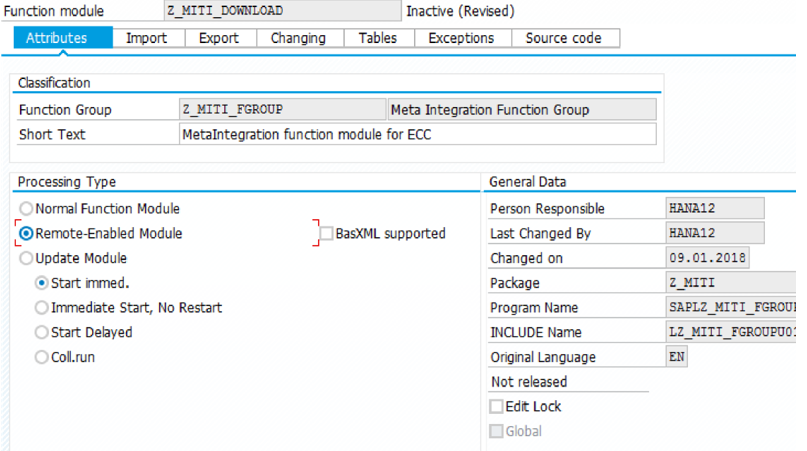 Function module Z_MITI_DOWNLOAD Inactive (Revised)
Attributes Import Export Changing Tables Exceptions Source code
Classification
Function Group Z_MITI_FGROUP Meta Integration Function Group
Short Text MetaIntegration function module for ECC
Processing Type
Normal Function Module
Remote-Enabled Module BasXML supported
Update Module
Start immed.
Immediate Start, No Restart
Start Delayed
Coll.run
General Data
Person Responsible HANA12
Last Changed By HANA12
Changed on 09.01.2018
Package Z_MITI
Program Name SAPLZ_MITI_FGROUP
INCLUDE Name LZ_MITI_FGROUPU01
Original Language EN
Not released
Edit Lock
Global